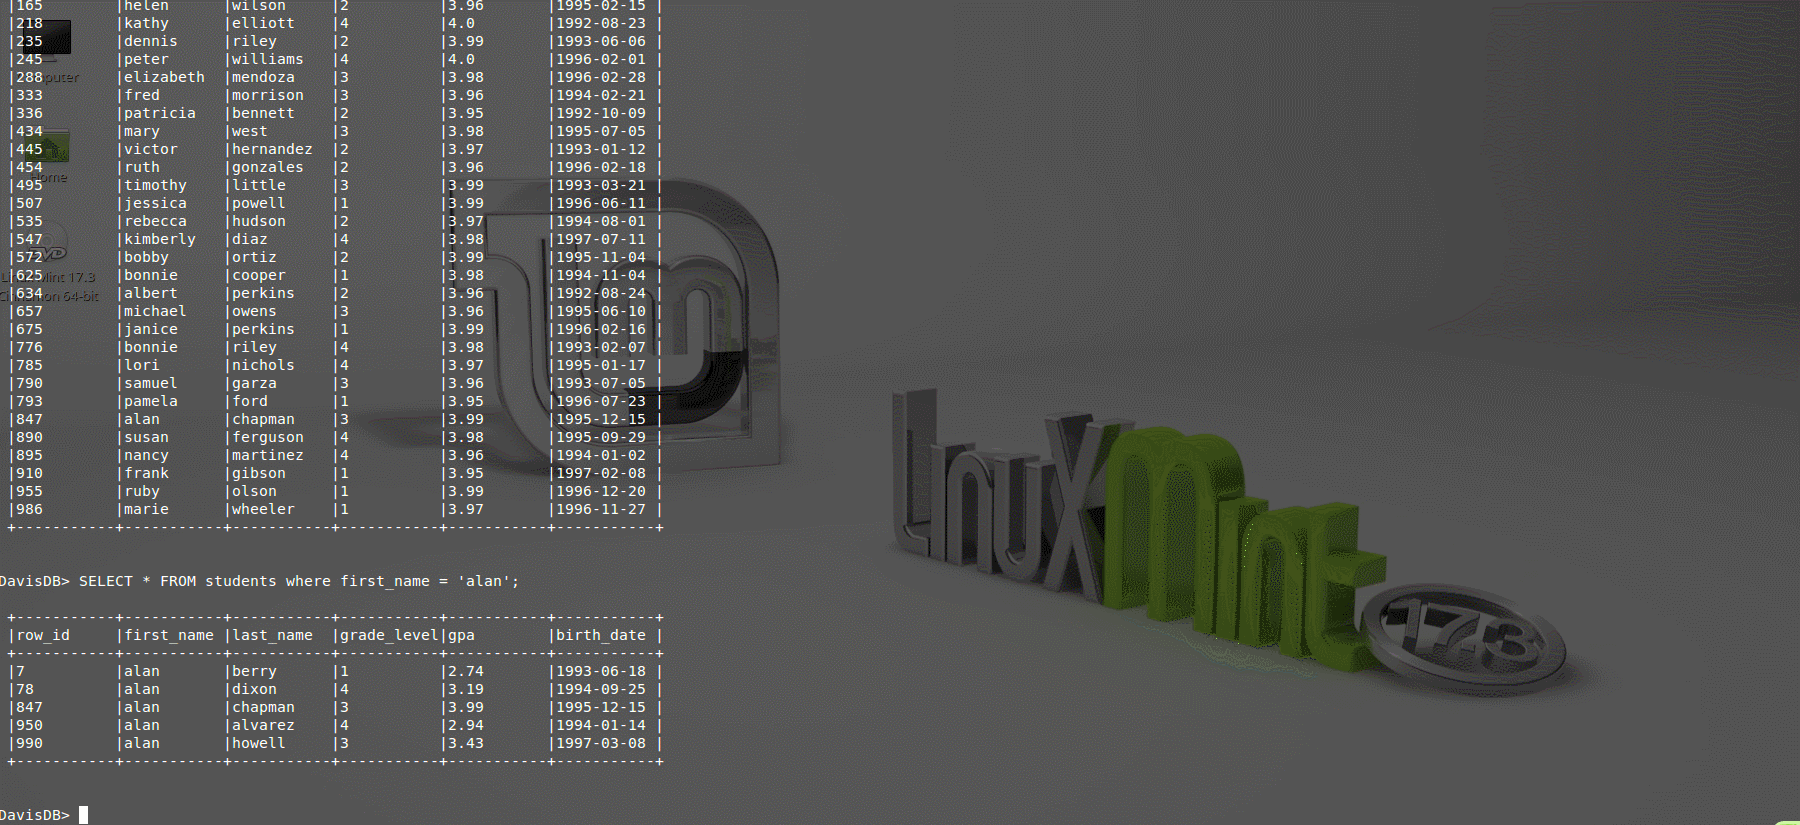 |165        |helen      |wilson     |2          |3.96       |1995-02-15 |
|218        |kathy      |elliott    |4          |4.0        |1992-08-23 |
|235        |dennis     |riley      |2          |3.99       |1993-06-06 |
|245        |peter      |williams   |4          |4.0        |1996-02-01 |
|288        |elizabeth  |mendoza    |3          |3.98       |1996-02-28 |
|333        |fred       |morrison   |3          |3.96       |1994-02-21 |
|336        |patricia   |bennett    |2          |3.95       |1992-10-09 |
|434        |mary       |west       |3          |3.98       |1995-07-05 |
|445        |victor     |hernandez  |2          |3.97       |1993-01-12 |
|454        |ruth       |gonzales   |2          |3.96       |1996-02-18 |
|495        |timothy    |little     |3          |3.99       |1993-03-21 |
|507        |jessica    |powell     |1          |3.99       |1996-06-11 |
|535        |rebecca    |hudson     |2          |3.97       |1994-08-01 |
|547        |kimberly   |diaz       |4          |3.98       |1997-07-11 |
|572        |bobby      |ortiz      |2          |3.99       |1995-11-04 |
|625        |bonnie     |cooper     |1          |3.98       |1994-11-04 |
|634        |albert     |perkins    |2          |3.96       |1992-08-24 |
|657        |michael    |owens      |3          |3.96       |1995-06-10 |
|675        |janice     |perkins    |1          |3.99       |1996-02-16 |
|776        |bonnie     |riley      |4          |3.98       |1993-02-07 |
|785        |lori       |nichols    |4          |3.97       |1995-01-17 |
|790        |samuel     |garza      |3          |3.96       |1993-07-05 |
|793        |pamela     |ford       |1          |3.95       |1996-07-23 |
|847        |alan       |chapman    |3          |3.99       |1995-12-15 |
|890        |susan      |ferguson   |4          |3.98       |1995-09-29 |
|895        |nancy      |martinez   |4          |3.96       |1994-01-02 |
|910        |frank      |gibson     |1          |3.95       |1997-02-08 |
|955        |ruby       |olson      |1          |3.99       |1996-12-20 |
|986        |marie      |wheeler    |1          |3.97       |1996-11-27 |
+-----------+-----------+-----------+-----------+-----------+-----------+
DavisDB> SELECT * FROM students where first_name = 'alan';
+-----------+-----------+-----------+-----------+-----------+-----------+
|row_id     |first_name |last_name  |grade_level|gpa        |birth_date |
+-----------+-----------+-----------+-----------+-----------+-----------+
|7          |alan       |berry      |1          |2.74       |1993-06-18 |
|78         |alan       |dixon      |4          |3.19       |1994-09-25 |
|847        |alan       |chapman    |3          |3.99       |1995-12-15 |
|950        |alan       |alvarez    |4          |2.94       |1994-01-14 |
|990        |alan       |howell     |3          |3.43       |1997-03-08 |
+-----------+-----------+-----------+-----------+-----------+-----------+
DavisDB>
puter
Home
DVD
Mint 17.3
64-bit
LinuxMint
17.3